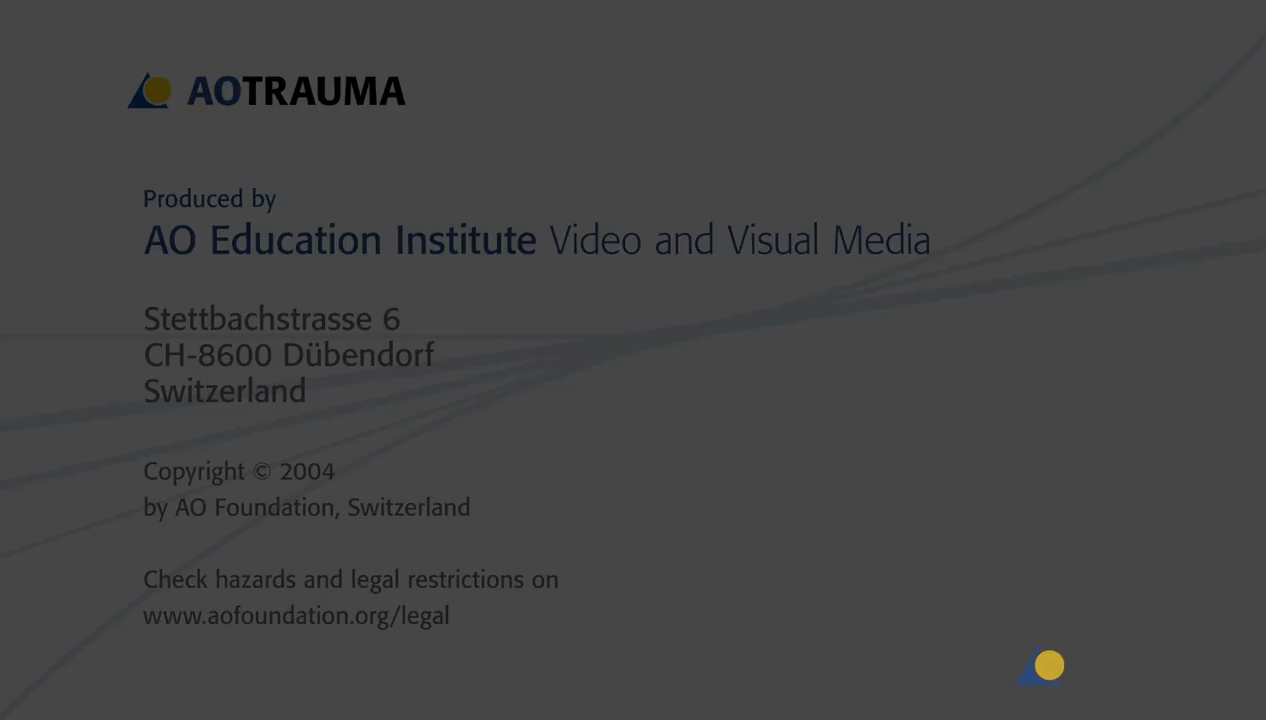 AOTRAUMA
Produced by
AO Education Institute Video and Visual Media
Stettbachstrasse 6
CH-8600 Dübendorf
Switzerland
Copyright © 2004
by AO Foundation, Switzerland
Check hazards and legal restrictions on
www.aofoundation.org/legal